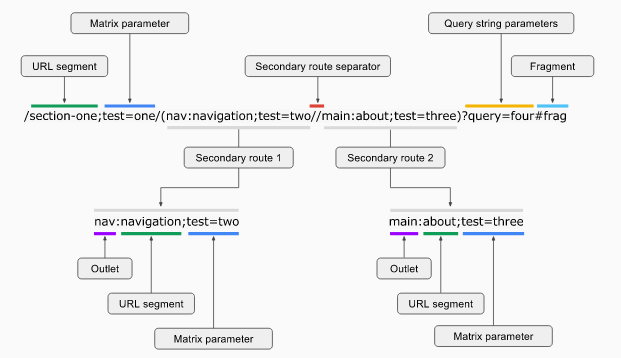 Matrix parameter
Query string parameters
URL segment
Secondary route separator
Fragment
/section-one;test=one/(nav:navigation;test=two//main:about;test=three)?query=four#frag
Secondary route 1
Secondary route 2
nav:navigation;test=two
main:about;test=three
Outlet
Outlet
URL segment
URL segment
Matrix parameter
Matrix parameter